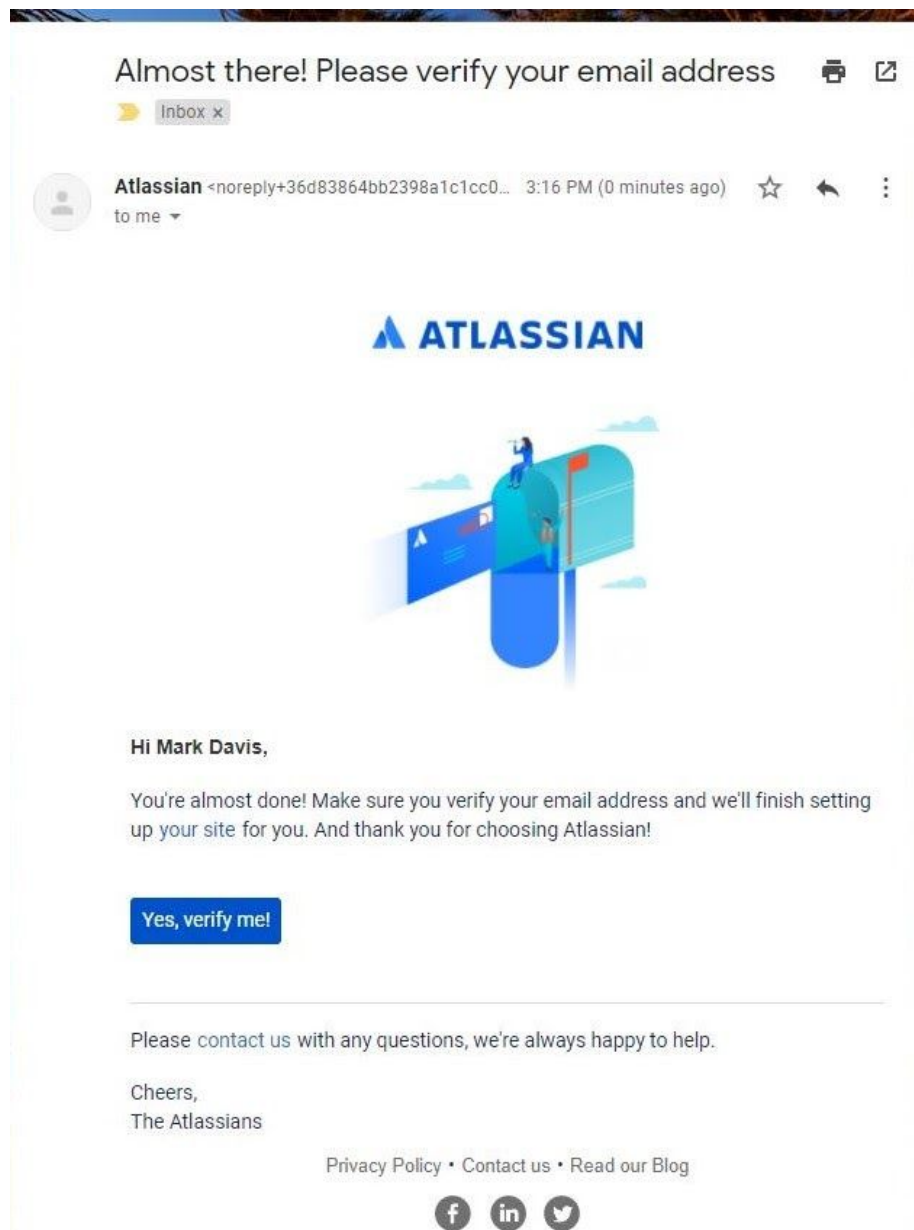 Almost there! Please verify your email address
Inbox x
Atlassian <noreply+36d83864bb2398a1c1cc0... 3:16 PM (0 minutes ago)
to me
ATLASSIAN
Hi Mark Davis,
You're almost done! Make sure you verify your email address and we'll finish setting
up your site for you. And thank you for choosing Atlassian!
Yes, verify me!
Please contact us with any questions, we're always happy to help.
Cheers,
The Atlassians
Privacy Policy • Contact us • Read our Blog